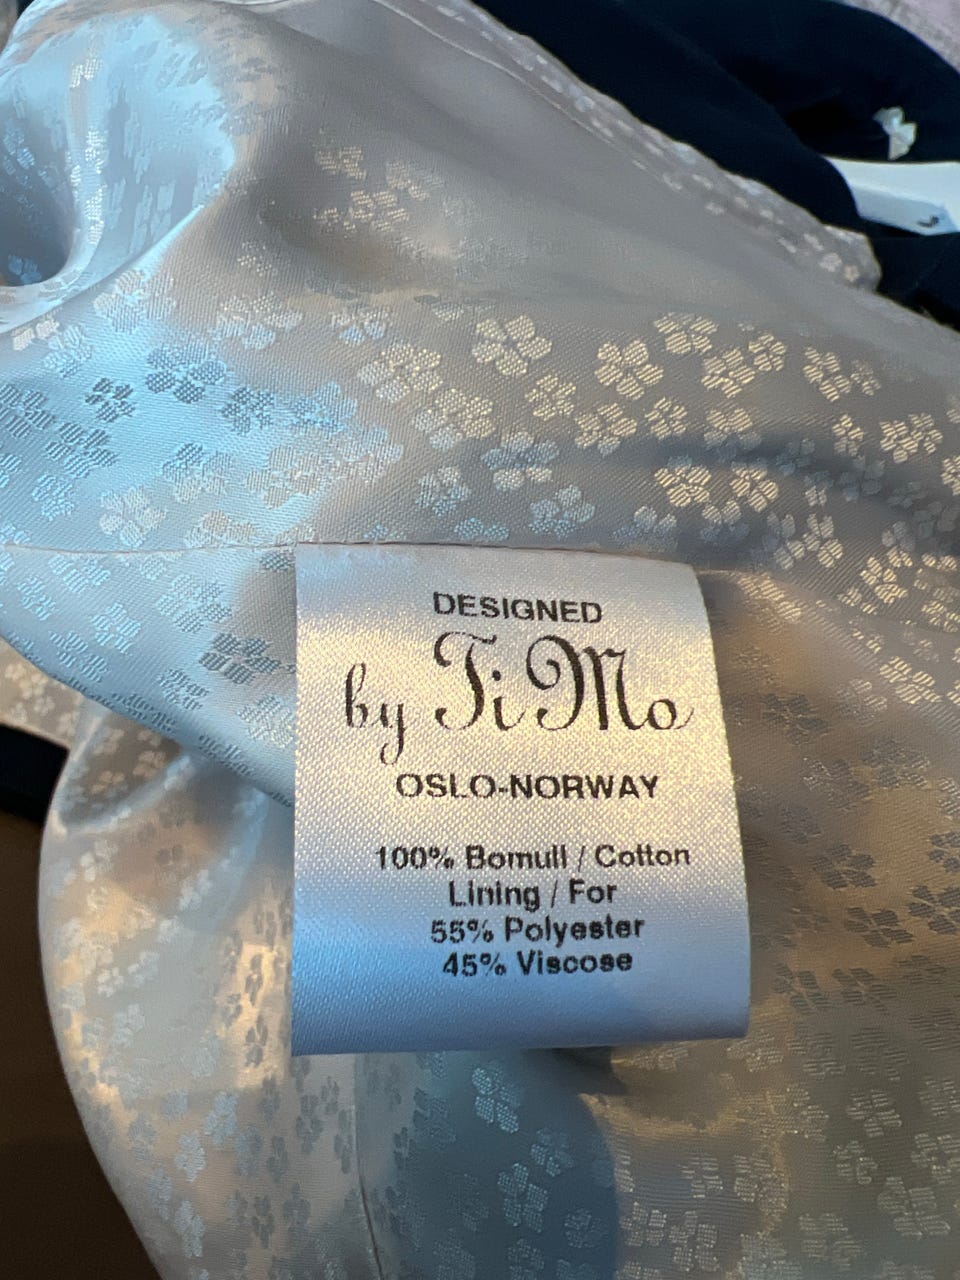 DESIGNED
by TiMo
OSLO-NORWAY
100% Bomull / Cotton
Lining / For
55% Polyester
45% Viscose